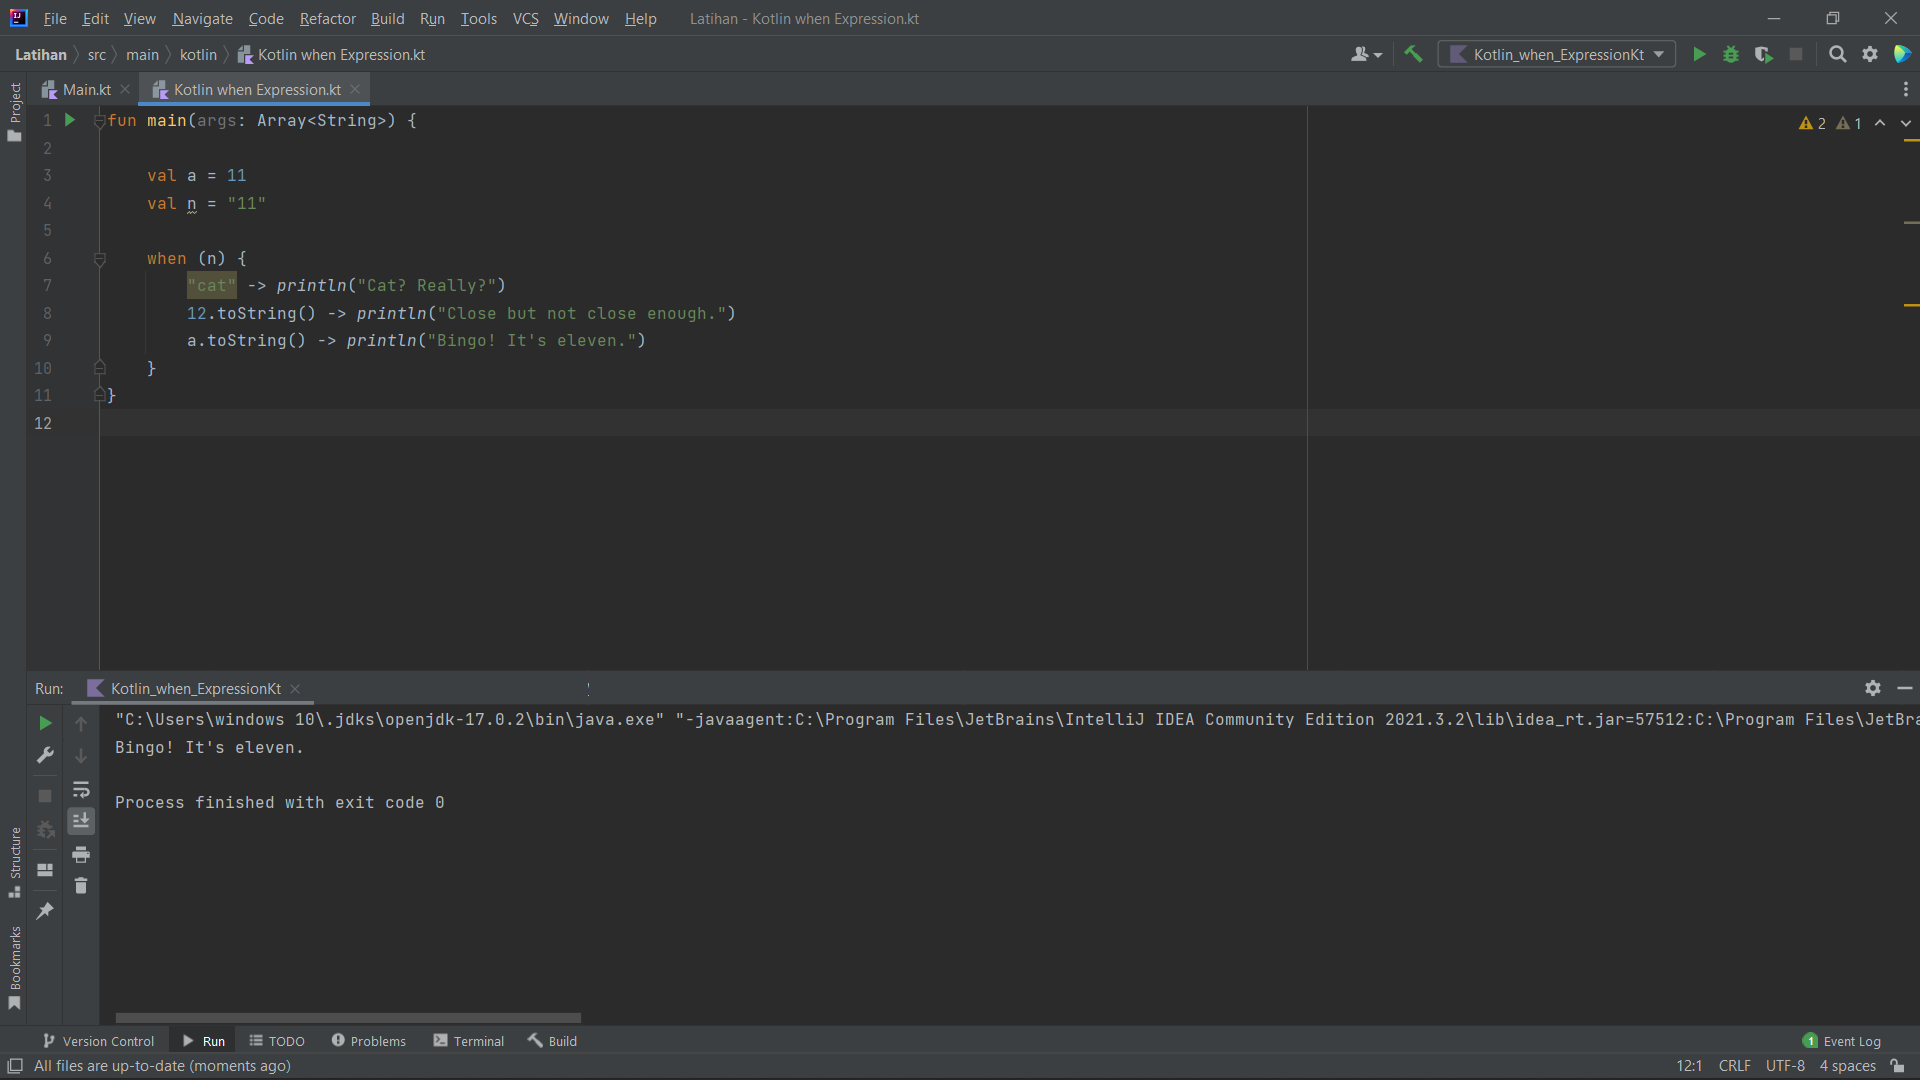 File Edit View Navigate Code Refactor Build Run Tools VCS Window Help Latihan - Kotlin when Expression.kt
Latihan src main kotlin Kotlin when Expression.kt Kotlin_when_ExpressionKt
Project
Main.kt Kotlin when Expression.kt
1 fun main(args: Array<String>) { 2 1
2
3 val a = 11
4 val n = "11"
5
6 when (n) {
7 "cat" -> println("Cat? Really?")
8 12.toString() -> println("Close but not close enough.")
9 a.toString() -> println("Bingo! It's eleven.")
10 }
11 }
12
Run: Kotlin_when_ExpressionKt
"C:\Users\windows 10\.jdks\openjdk-17.0.2\bin\java.exe" "-javaagent:C:\Program Files\JetBrains\IntelliJ IDEA Community Edition 2021.3.2\lib\idea_rt.jar=57512:C:\Program Files\JetBra
Bingo! It's eleven.
Process finished with exit code 0
Structure
Bookmarks
Version Control Run TODO Problems Terminal Build 1 Event Log
All files are up-to-date (moments ago) 12:1 CRLF UTF-8 4 spaces